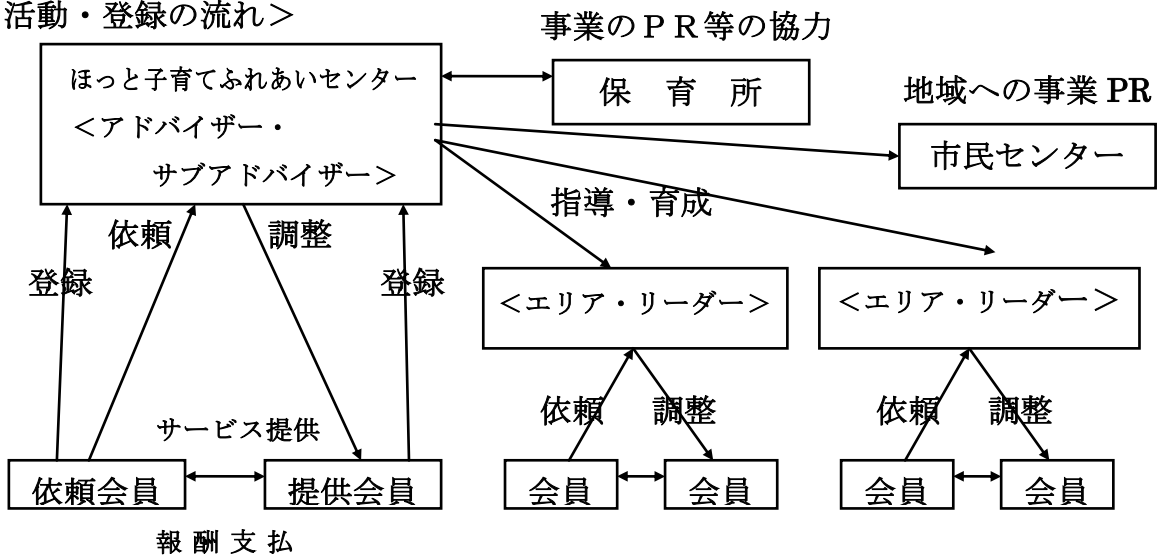 活動・登録の流れ＞
事業のＰＲ等の協力
ほっと子育てふれあいセンター
＜アドバイザー・
サブアドバイザー＞
保　育　所
地域への事業 PR
市民センター
指導・育成
依頼
調整
登録
登録
＜エリア・リーダー＞
＜エリア・リーダー＞
サービス提供
依頼
調整
依頼
調整
依頼会員
提供会員
会員
会員
会員
会員
報 酬 支 払